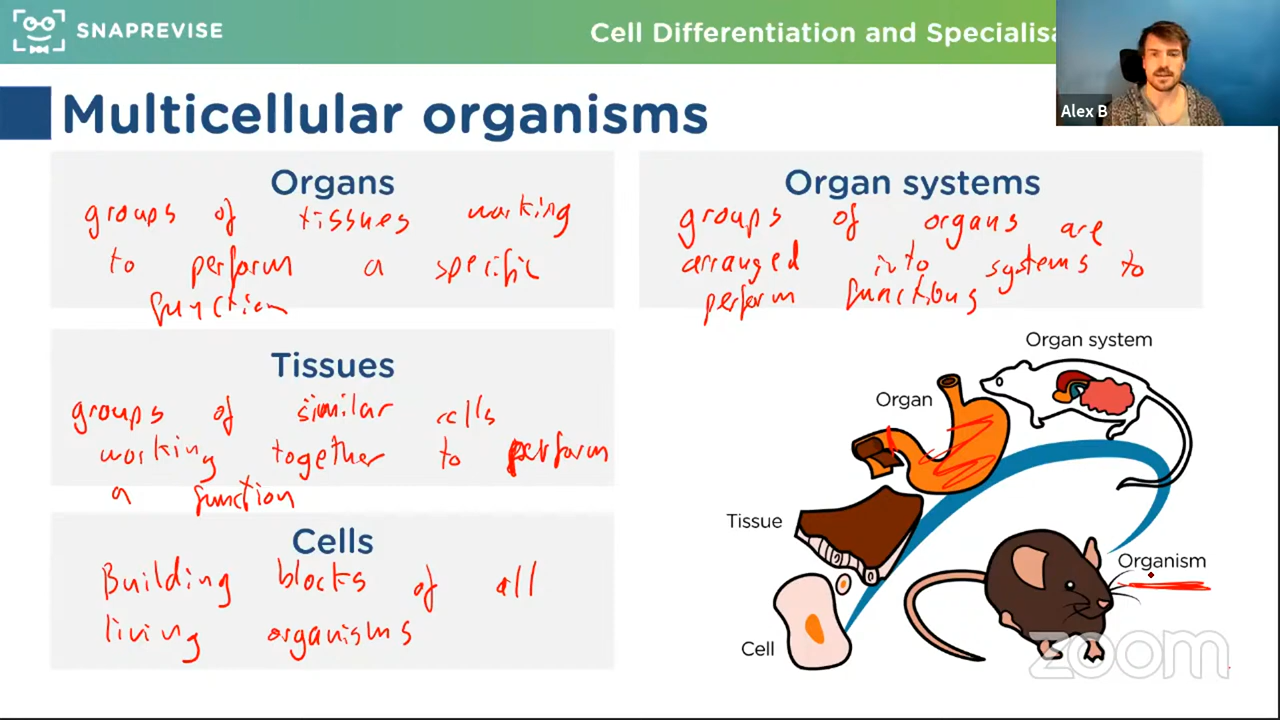 SNAPREVISE
Cell Differentiation and Specialisa
Alex B
Multicellular organisms
Organs
groups of tissues working
to perform a specific
function
Organ systems
groups of organs are
arranged into systems to
perform functions
Tissues
groups of similar cells
working together to perform
a function
Cells
Building blocks of all
living organisms
Organ system
Organ
Tissue
Organism
Cell
zoom